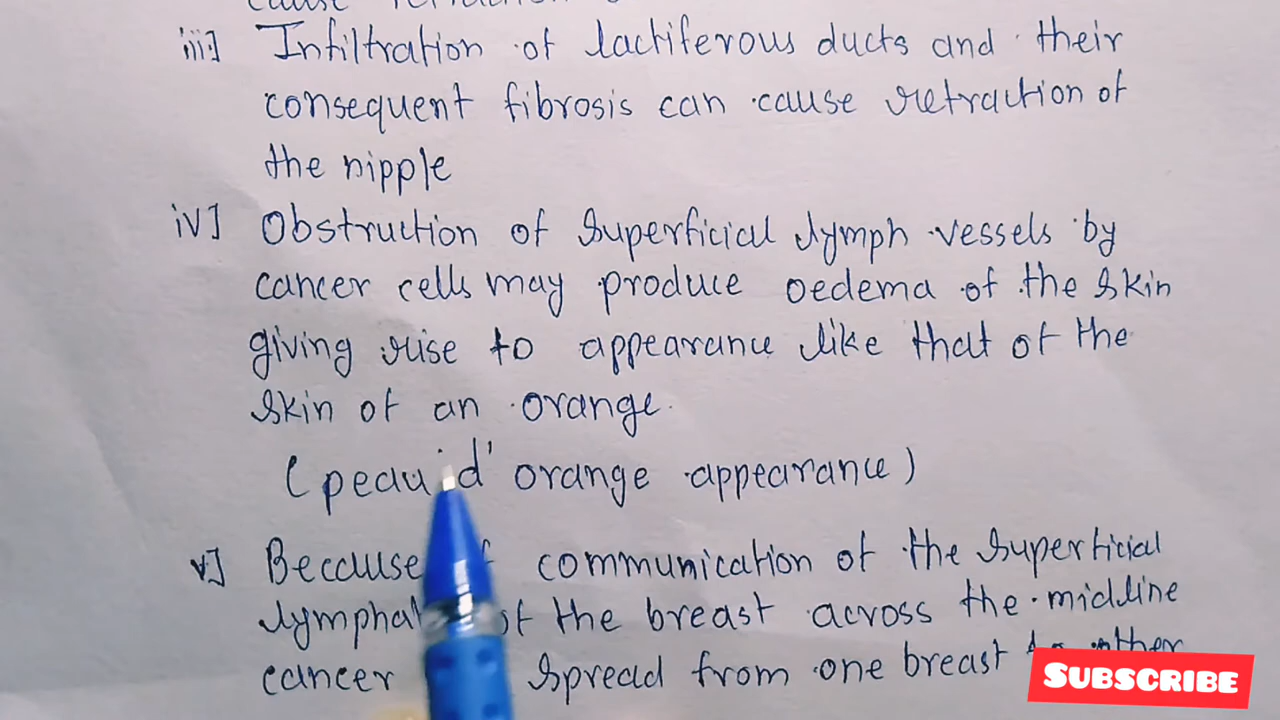 iii] Infiltration of lactiferous ducts and their
consequent fibrosis can cause retraction of
the nipple
iv] Obstruction of superficial lymph vessels by
cancer cells may produce oedema of the skin
giving rise to appearance like that of the
skin of an orange.
(peau d' orange appearance)
v] Because of communication of the superficial
of the breast across the midline
cancer spread from one breast to other
SUBSCRIBE